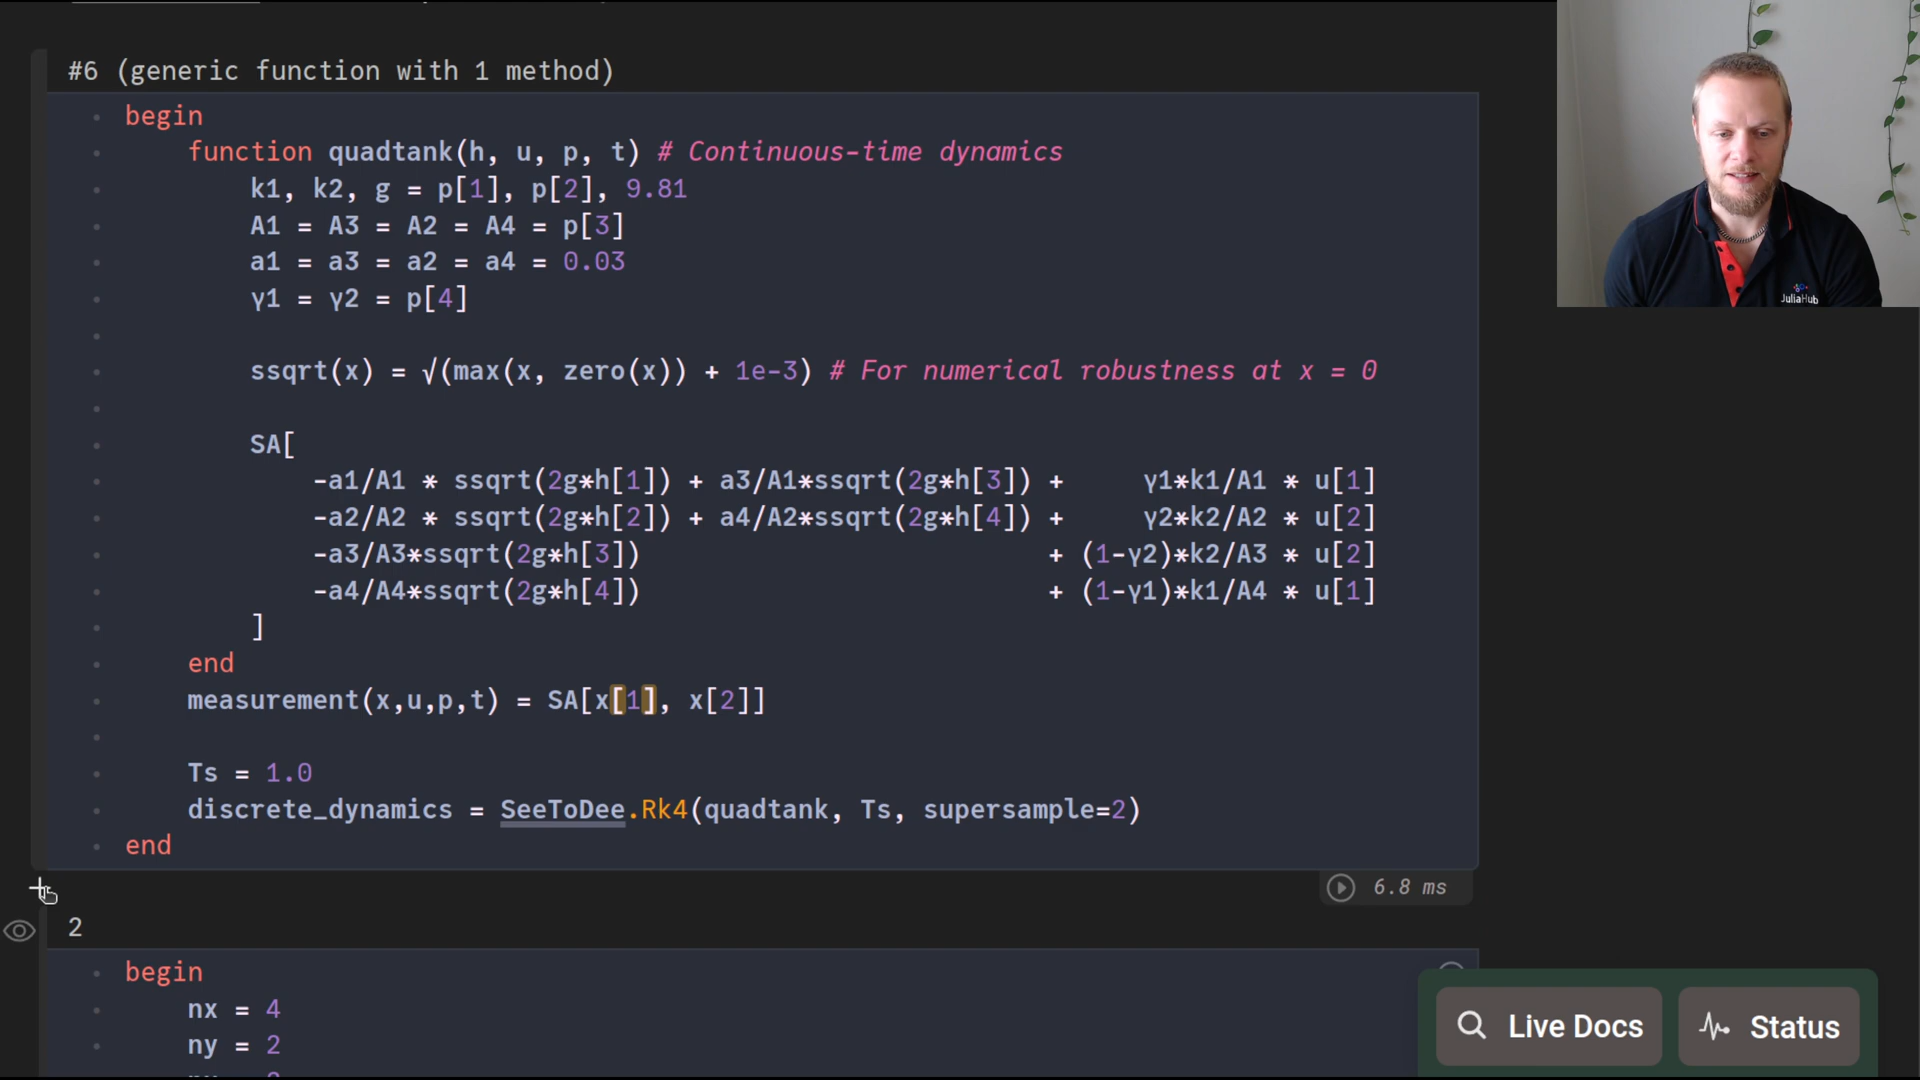 #6 (generic function with 1 method)
begin
function quadtank(h, u, p, t) # Continuous-time dynamics
k1, k2, g = p[1], p[2], 9.81
A1 = A3 = A2 = A4 = p[3]
a1 = a3 = a2 = a4 = 0.03
γ1 = γ2 = p[4]
ssqrt(x) = √(max(x, zero(x)) + 1e-3) # For numerical robustness at x = 0
SA[
-a1/A1 * ssqrt(2g*h[1]) + a3/A1*ssqrt(2g*h[3]) + γ1*k1/A1 * u[1]
-a2/A2 * ssqrt(2g*h[2]) + a4/A2*ssqrt(2g*h[4]) + γ2*k2/A2 * u[2]
-a3/A3*ssqrt(2g*h[3]) + (1-γ2)*k2/A3 * u[2]
-a4/A4*ssqrt(2g*h[4]) + (1-γ1)*k1/A4 * u[1]
]
end
measurement(x,u,p,t) = SA[x[1], x[2]]
Ts = 1.0
discrete_dynamics = SeeToDee.Rk4(quadtank, Ts, supersample=2)
end
6.8 ms
2
begin
nx = 4
ny = 2
Live Docs
Status
JuliaHub